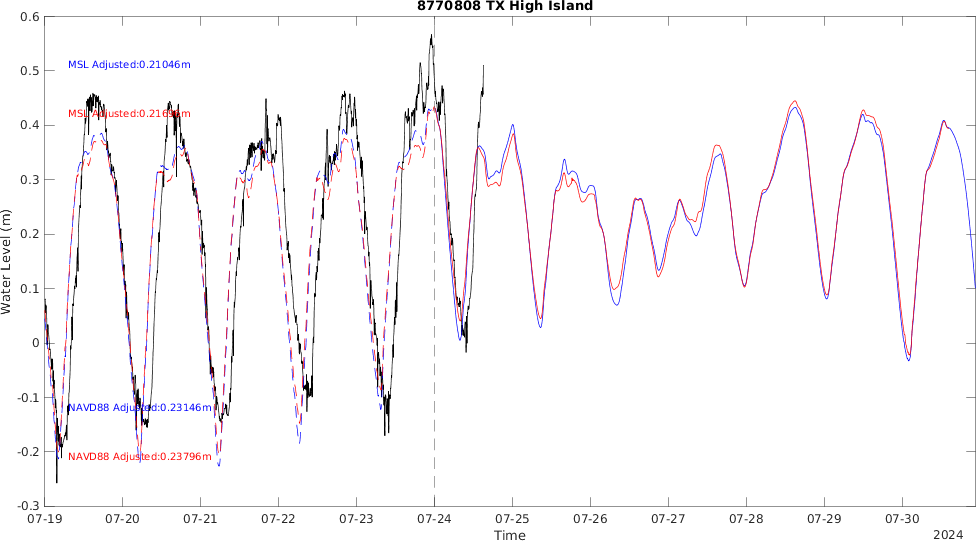 8770808 TX High Island
0.6
0.5
0.4
0.3
0.2
0.1
0
-0.1
-0.2
-0.3
Water Level (m)
MSL Adjusted:0.21046m
MSL Adjusted:
NAVD88 Adjusted:0.23146m
NAVD88 Adjusted:0.23796m
07-19 07-20 07-21 07-22 07-23 07-24 07-25 07-26 07-27 07-28 07-29 07-30
Time
2024